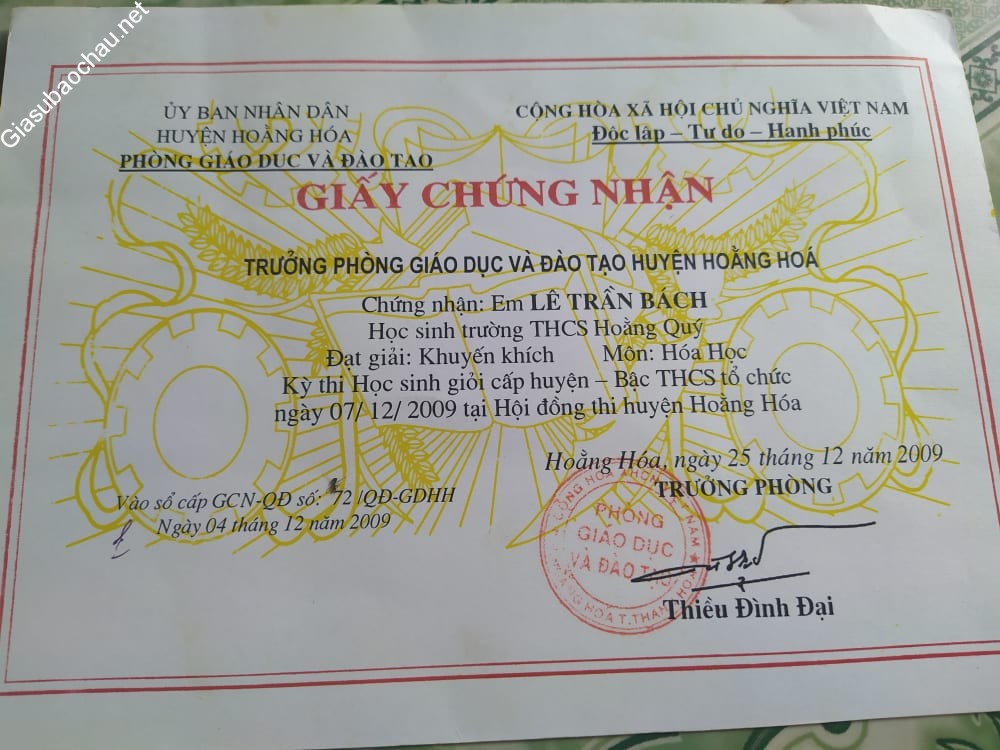 Giasubaochau.net
ỦY BAN NHÂN DÂN
HUYỆN HOẰNG HÓA
PHÒNG GIÁO DỤC VÀ ĐÀO TẠO
CỘNG HÒA XÃ HỘI CHỦ NGHĨA VIỆT NAM
Độc lập – Tự do – Hạnh phúc
GIẤY CHỨNG NHẬN
TRƯỞNG PHÒNG GIÁO DỤC VÀ ĐÀO TẠO HUYỆN HOẰNG HOÁ
Chứng nhận: Em LÊ TRẦN BÁCH
Học sinh trường THCS Hoằng Quý
Đạt giải: Khuyến khích Môn: Hóa Học
Kỳ thi Học sinh giỏi cấp huyện – Bậc THCS tổ chức
ngày 07/ 12/ 2009 tại Hội đồng thi huyện Hoằng Hóa
Hoằng Hóa, ngày 25 tháng 12 năm 2009
TRƯỞNG PHÒNG
Vào sổ cấp GCN-QĐ số: 72 /QĐ-GDHH
Ngày 04 tháng 12 năm 2009
PHÒNG
GIÁO DỤC
VÀ ĐÀO TẠO
Thiều Đình Đại